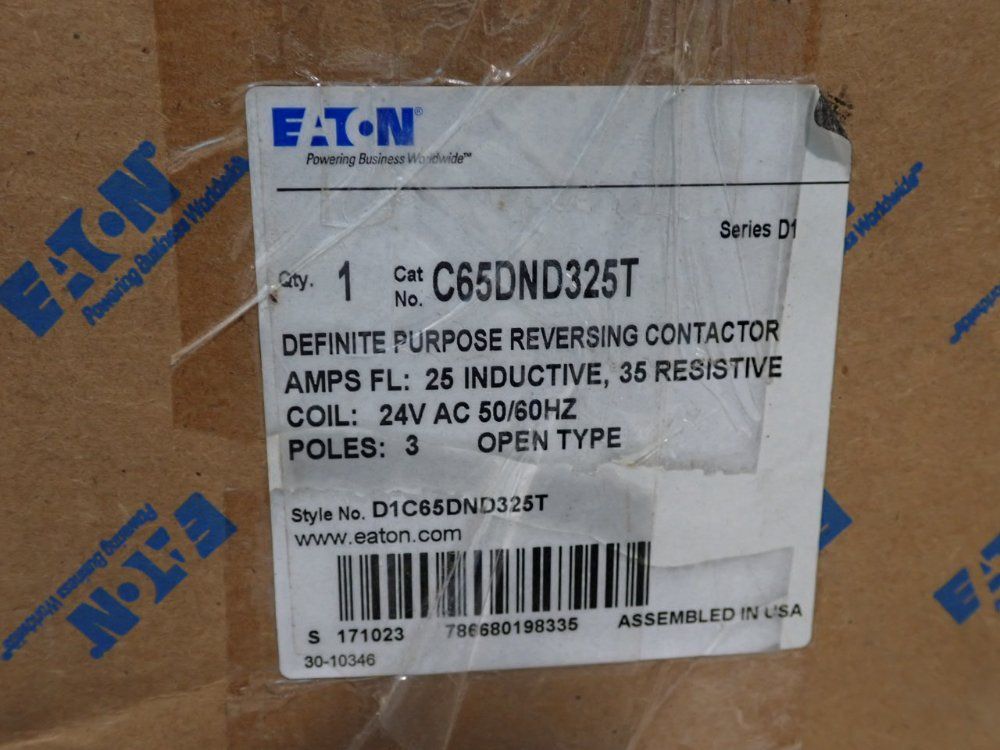 EATON®
Powering Business Worldwide™
Series D1
Qty. 1 Cat No. C65DND325T
DEFINITE PURPOSE REVERSING CONTACTOR
AMPS FL: 25 INDUCTIVE, 35 RESISTIVE
COIL: 24V AC 50/60HZ
POLES: 3 OPEN TYPE
Style No. D1C65DND325T
www.eaton.com
S 171023 786680198335 ASSEMBLED IN USA
30-10346
EATON
Powering Business Worldwide
Business Worldwide™
EATON
Powering Business